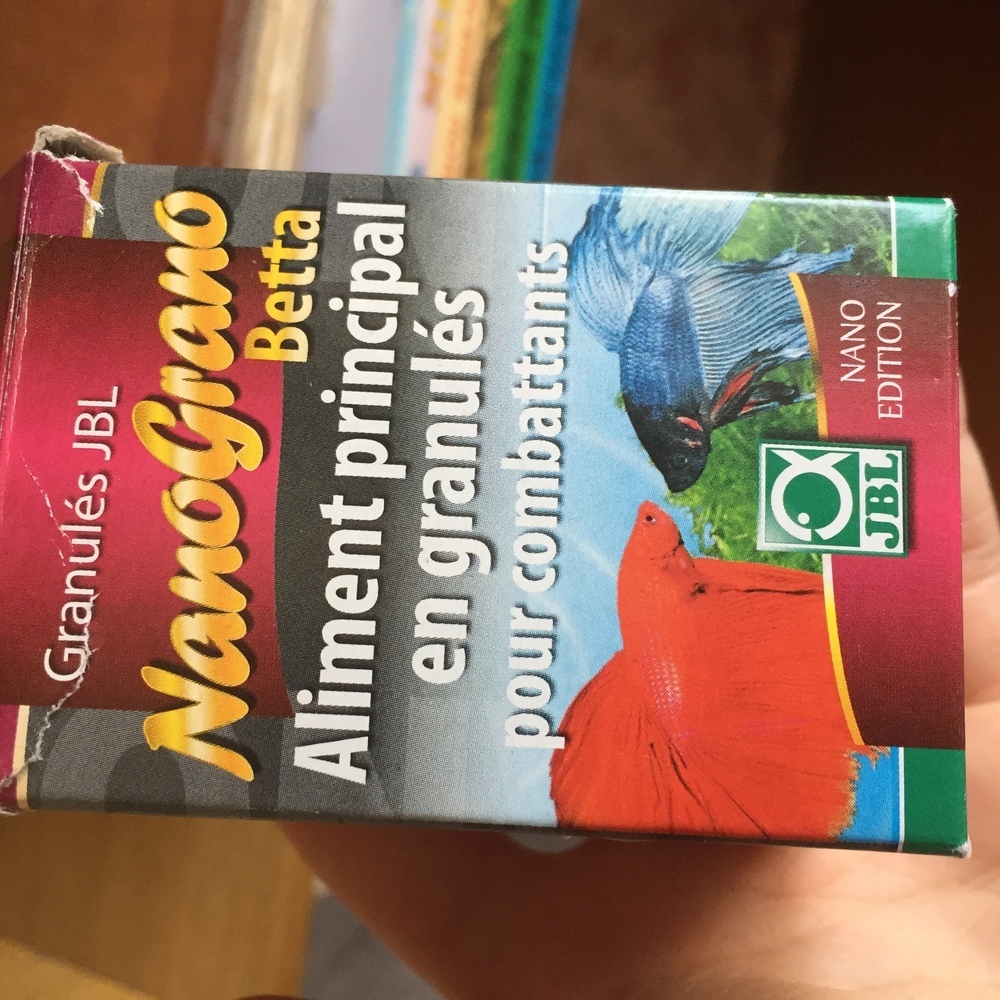 Granulés JBL
NanoGrano
Betta
Aliment principal
en granulés
pour combattants
JBL
NANO
EDITION